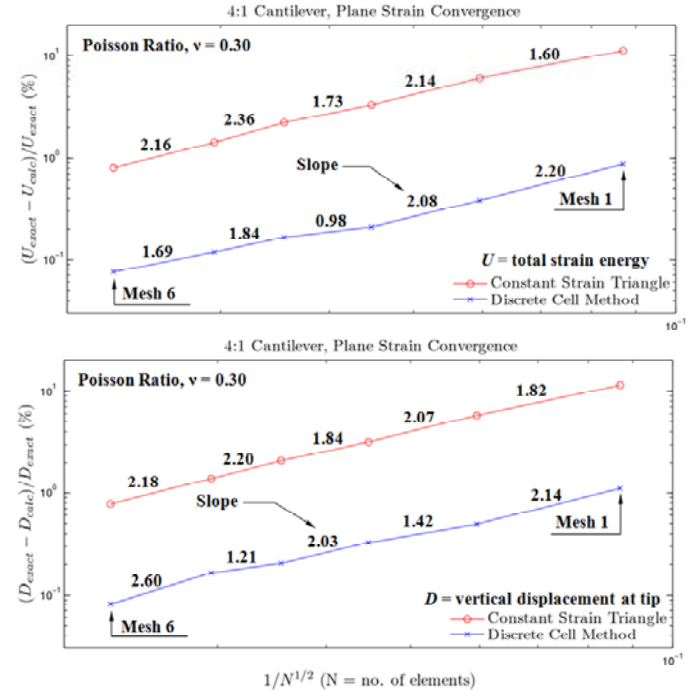 4:1 Cantilever, Plane Strain Convergence
Poisson Ratio, ν = 0.30
10^1
10^0
10^-1
(U_exact − U_calc)/U_exact (%)
2.16
2.36
1.73
2.14
1.60
Slope
1.69
1.84
0.98
2.08
2.20
Mesh 1
Mesh 6
U = total strain energy
Constant Strain Triangle
Discrete Cell Method
10^-1
4:1 Cantilever, Plane Strain Convergence
Poisson Ratio, ν = 0.30
10^1
10^0
10^-1
(D_exact − D_calc)/D_exact (%)
2.18
2.20
1.84
2.07
1.82
Slope
2.60
1.21
2.03
1.42
2.14
Mesh 1
Mesh 6
D = vertical displacement at tip
Constant Strain Triangle
Discrete Cell Method
10^-1
1/N^1/2 (N = no. of elements)